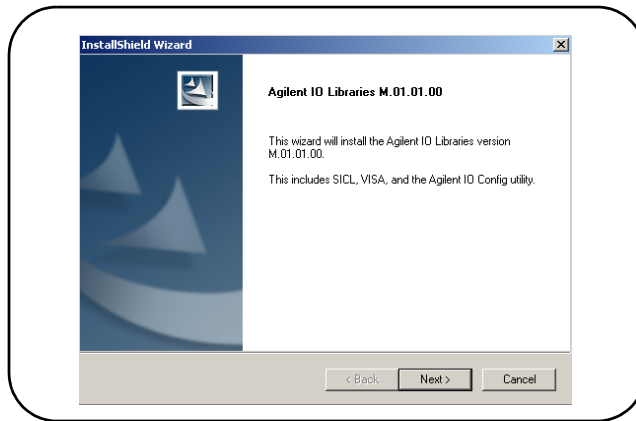 InstallShield Wizard
Agilent IO Libraries M.01.01.00
This wizard will install the Agilent IO Libraries version
M.01.01.00.
This includes SICL, VISA, and the Agilent IO Config utility.
< Back
Next >
Cancel